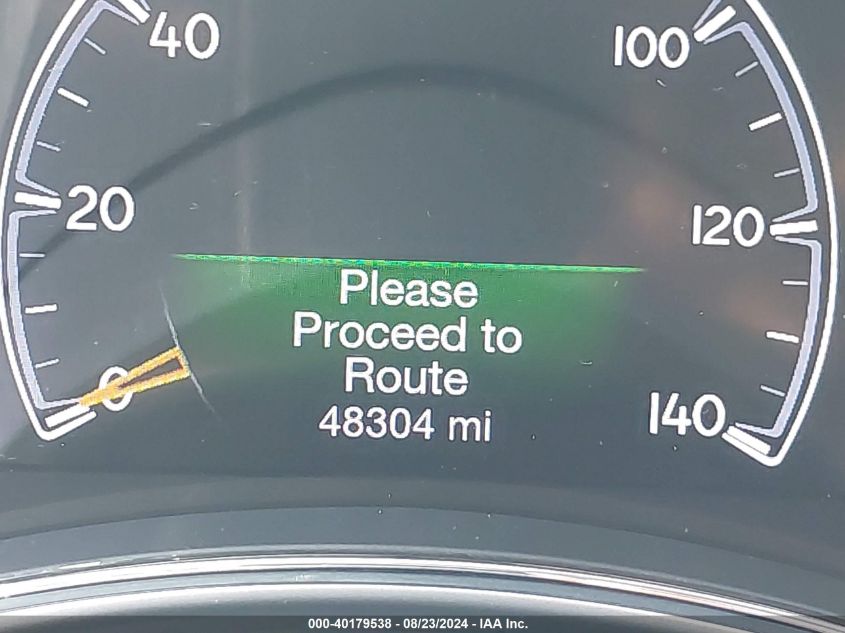 40
100
20
120
Please
Proceed to
Route
0
48304 mi
140
000-40179538 - 08/23/2024 - IAA Inc.